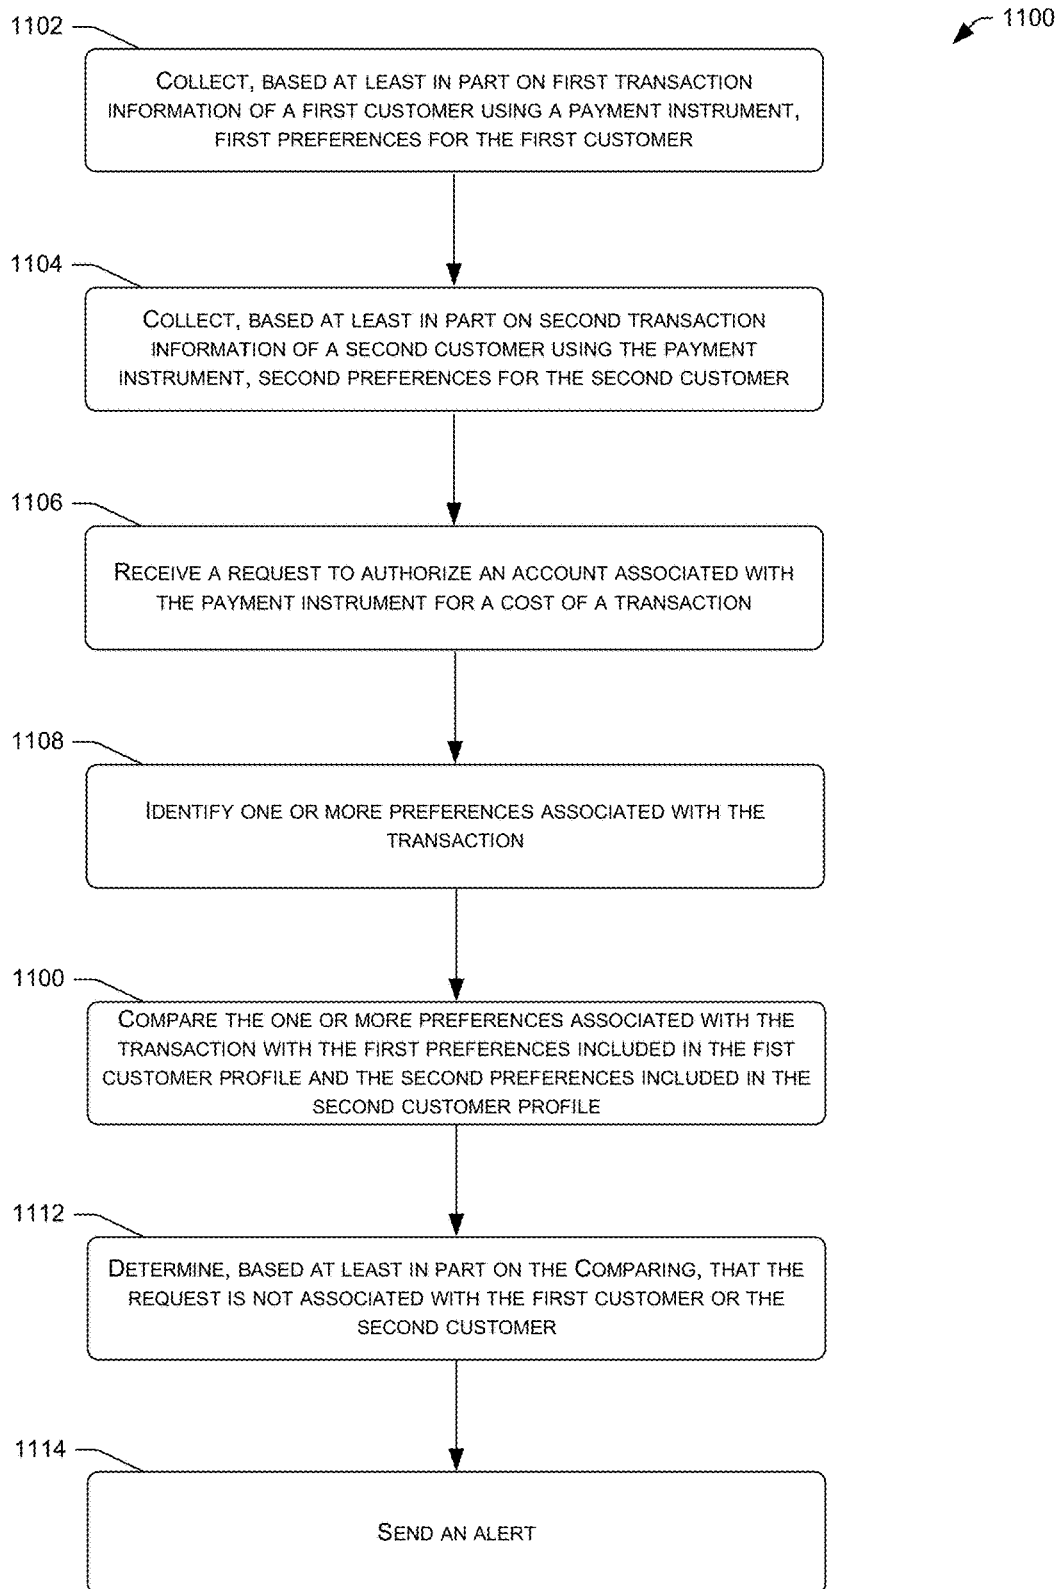 1100
1102
COLLECT, BASED AT LEAST IN PART ON FIRST TRANSACTION
INFORMATION OF A FIRST CUSTOMER USING A PAYMENT INSTRUMENT,
FIRST PREFERENCES FOR THE FIRST CUSTOMER
1104
COLLECT, BASED AT LEAST IN PART ON SECOND TRANSACTION
INFORMATION OF A SECOND CUSTOMER USING THE PAYMENT
INSTRUMENT, SECOND PREFERENCES FOR THE SECOND CUSTOMER
1106
RECEIVE A REQUEST TO AUTHORIZE AN ACCOUNT ASSOCIATED WITH
THE PAYMENT INSTRUMENT FOR A COST OF A TRANSACTION
1108
IDENTIFY ONE OR MORE PREFERENCES ASSOCIATED WITH THE
TRANSACTION
1100
COMPARE THE ONE OR MORE PREFERENCES ASSOCIATED WITH THE
TRANSACTION WITH THE FIRST PREFERENCES INCLUDED IN THE FIST
CUSTOMER PROFILE AND THE SECOND PREFERENCES INCLUDED IN THE
SECOND CUSTOMER PROFILE
1112
DETERMINE, BASED AT LEAST IN PART ON THE COMPARING, THAT THE
REQUEST IS NOT ASSOCIATED WITH THE FIRST CUSTOMER OR THE
SECOND CUSTOMER
1114
SEND AN ALERT